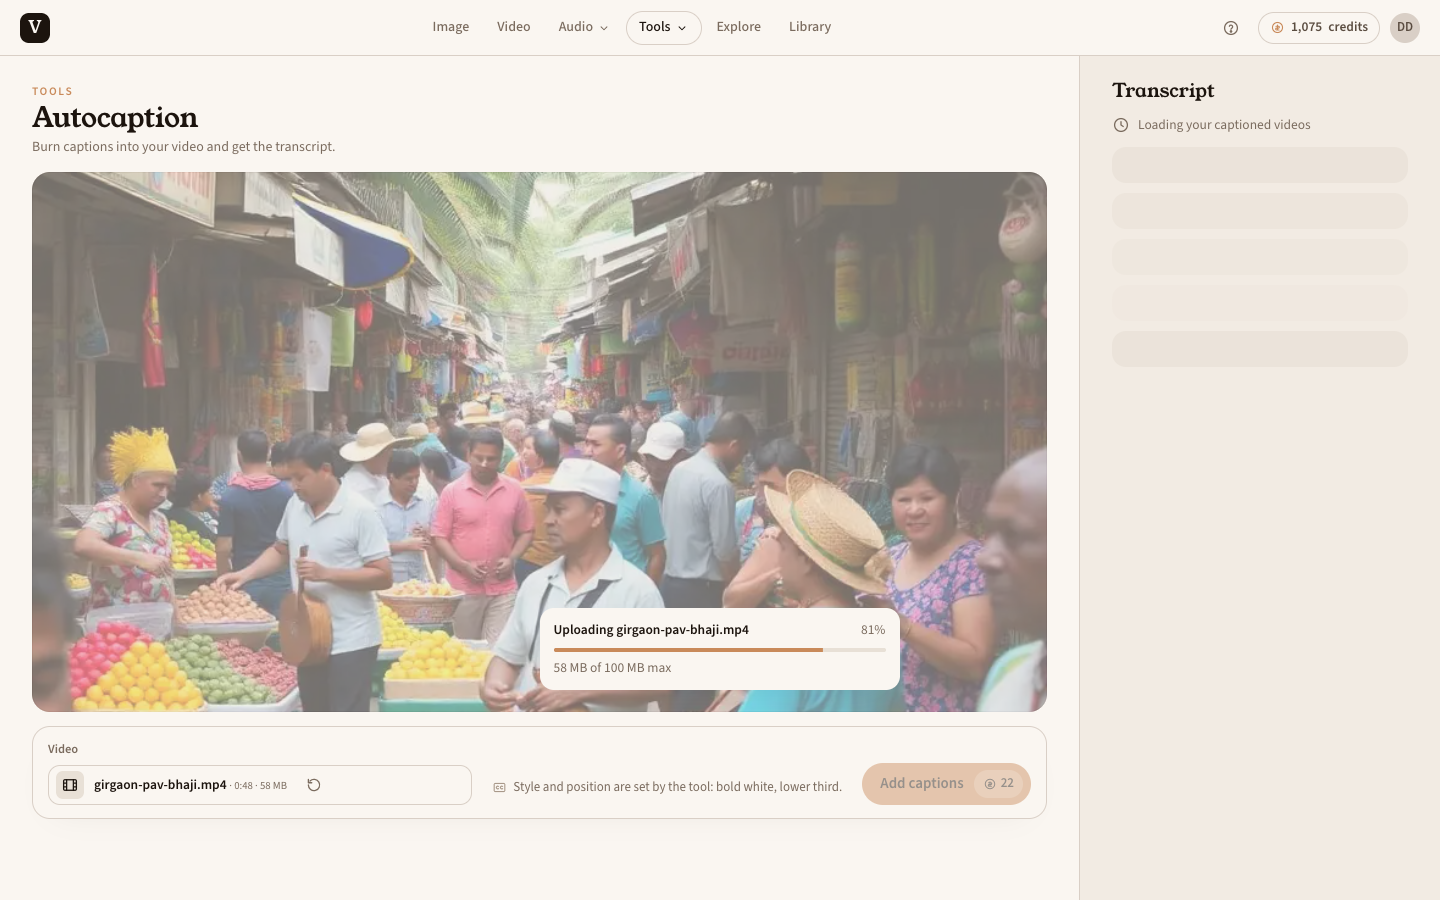 V
Image
Video
Audio
Tools
Explore
Library
1,075 credits
DD
TOOLS
Autocaption
Burn captions into your video and get the transcript.
Uploading girgaon-pav-bhaji.mp4
81%
58 MB of 100 MB max
Video
girgaon-pav-bhaji.mp4 · 0:48 · 58 MB
Style and position are set by the tool: bold white, lower third.
Add captions
22
Transcript
Loading your captioned videos